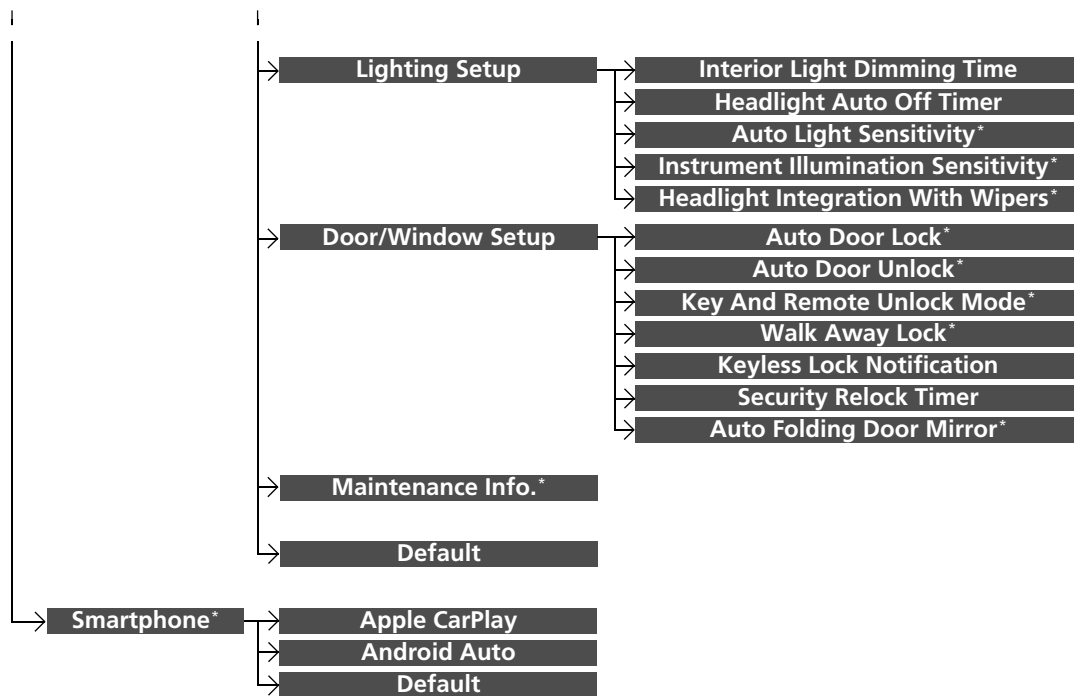 Lighting Setup
Interior Light Dimming Time
Headlight Auto Off Timer
Auto Light Sensitivity*
Instrument Illumination Sensitivity*
Headlight Integration With Wipers*
Door/Window Setup
Auto Door Lock*
Auto Door Unlock*
Key And Remote Unlock Mode*
Walk Away Lock*
Keyless Lock Notification
Security Relock Timer
Auto Folding Door Mirror*
Maintenance Info.*
Default
Smartphone*
Apple CarPlay
Android Auto
Default